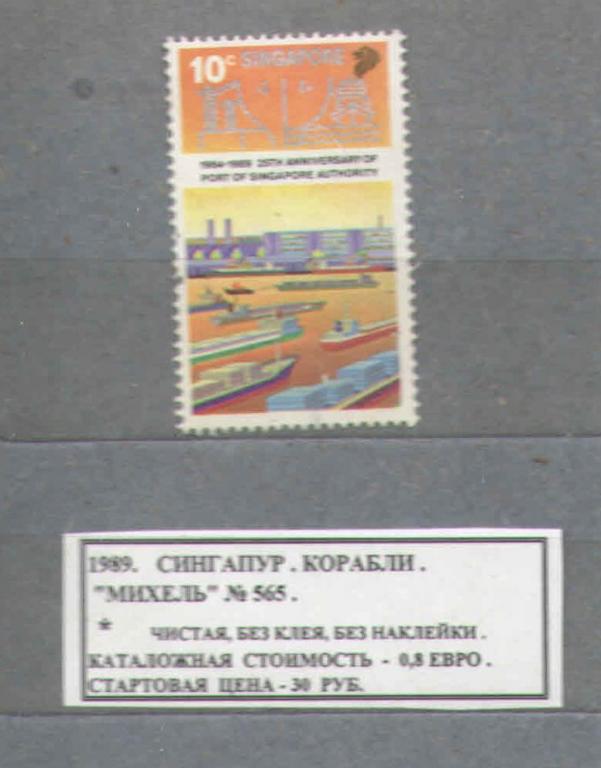 10c SINGAPORE
1964-1989 25TH ANNIVERSARY OF
PORT OF SINGAPORE AUTHORITY
1989. СИНГАПУР . КОРАБЛИ .
"МИХЕЛЬ" № 565 .
* ЧИСТАЯ, БЕЗ КЛЕЯ, БЕЗ НАКЛЕЙКИ .
КАТАЛОЖНАЯ СТОИМОСТЬ - 0,8 ЕВРО .
СТАРТОВАЯ ЦЕНА - 30 РУБ.